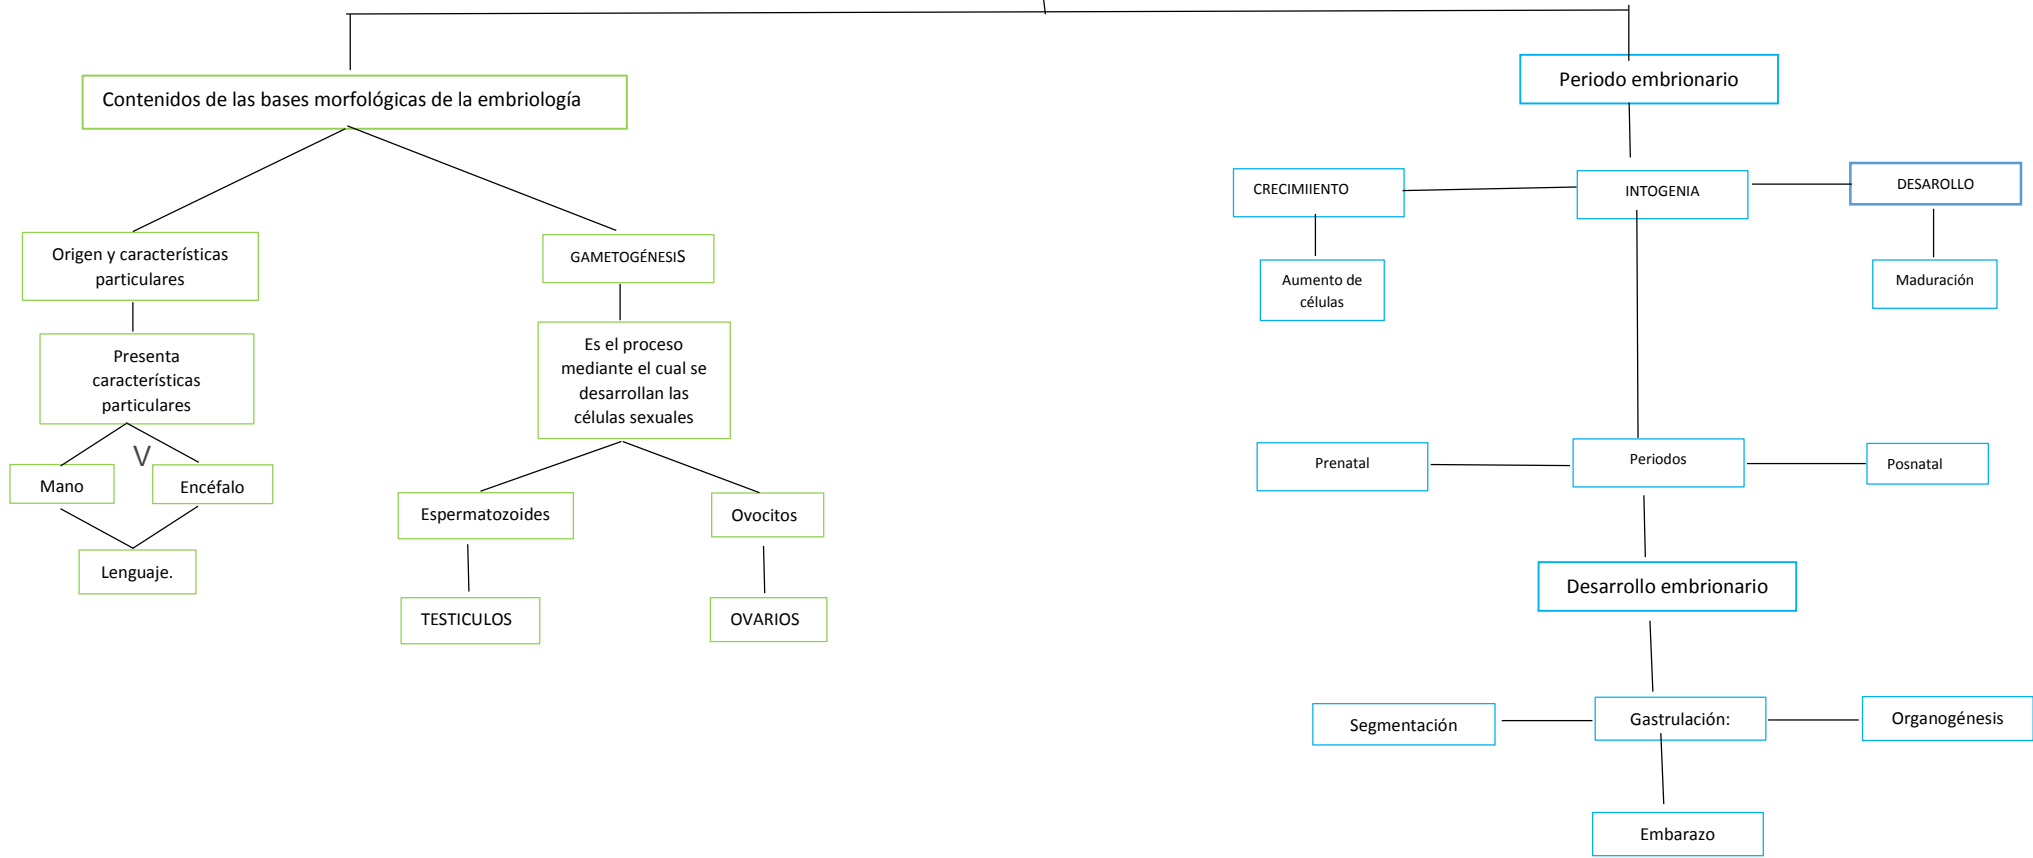 Contenidos de las bases morfológicas de la embriología
Origen y características
particulares
Presenta
características
particulares
V
Mano
Encéfalo
Lenguaje.
GAMETOGÉNESIS
Es el proceso
mediante el cual se
desarrollan las
células sexuales
Espermatozoides
Ovocitos
TESTICULOS
OVARIOS
Periodo embrionario
CRECIMIIENTO
INTOGENIA
DESAROLLO
Aumento de
células
Maduración
Prenatal
Periodos
Posnatal
Desarrollo embrionario
Segmentación
Gastrulación:
Organogénesis
Embarazo